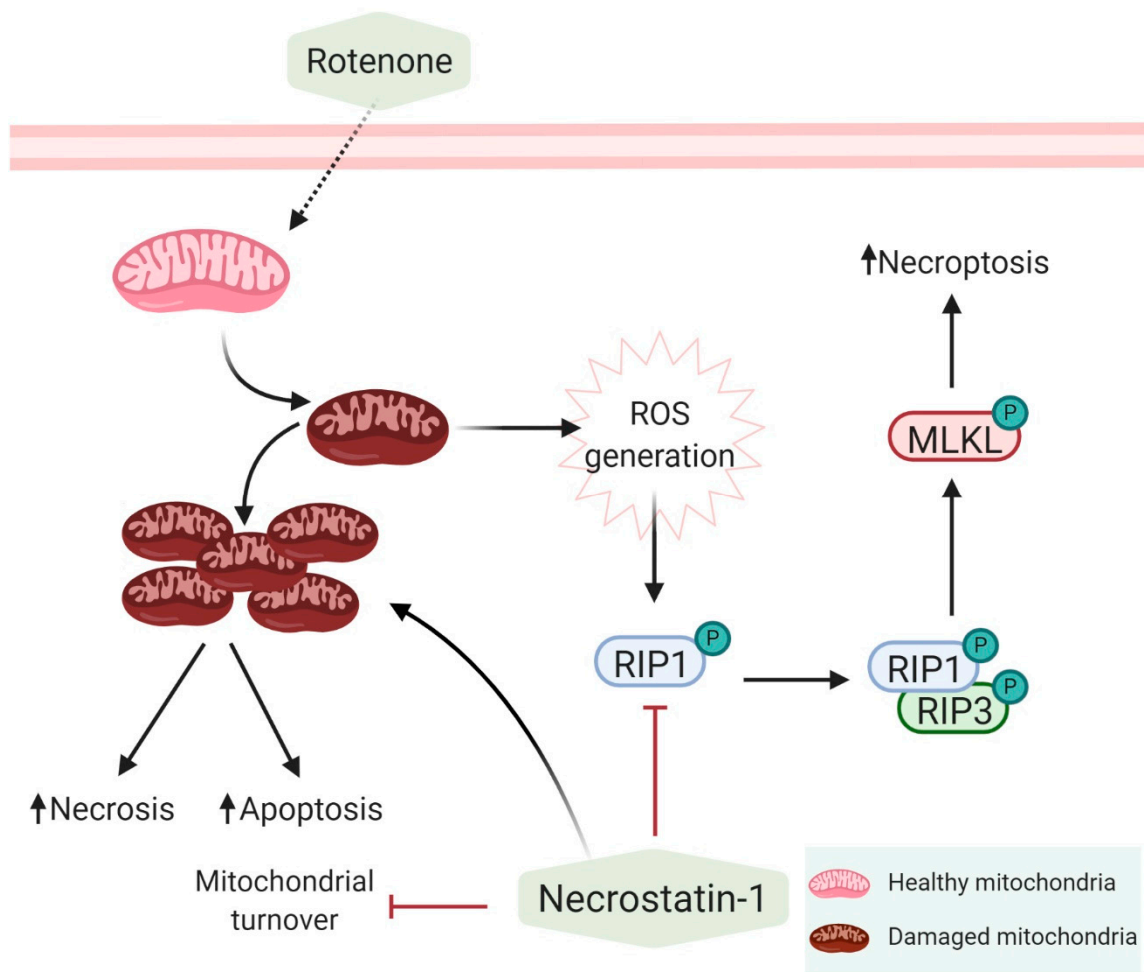 Rotenone
↑Necroptosis
ROS
generation
P
MLKL
P
RIP1
P
RIP1
P
RIP3
↑Necrosis
↑Apoptosis
Mitochondrial
turnover
Necrostatin-1
Healthy mitochondria
Damaged mitochondria